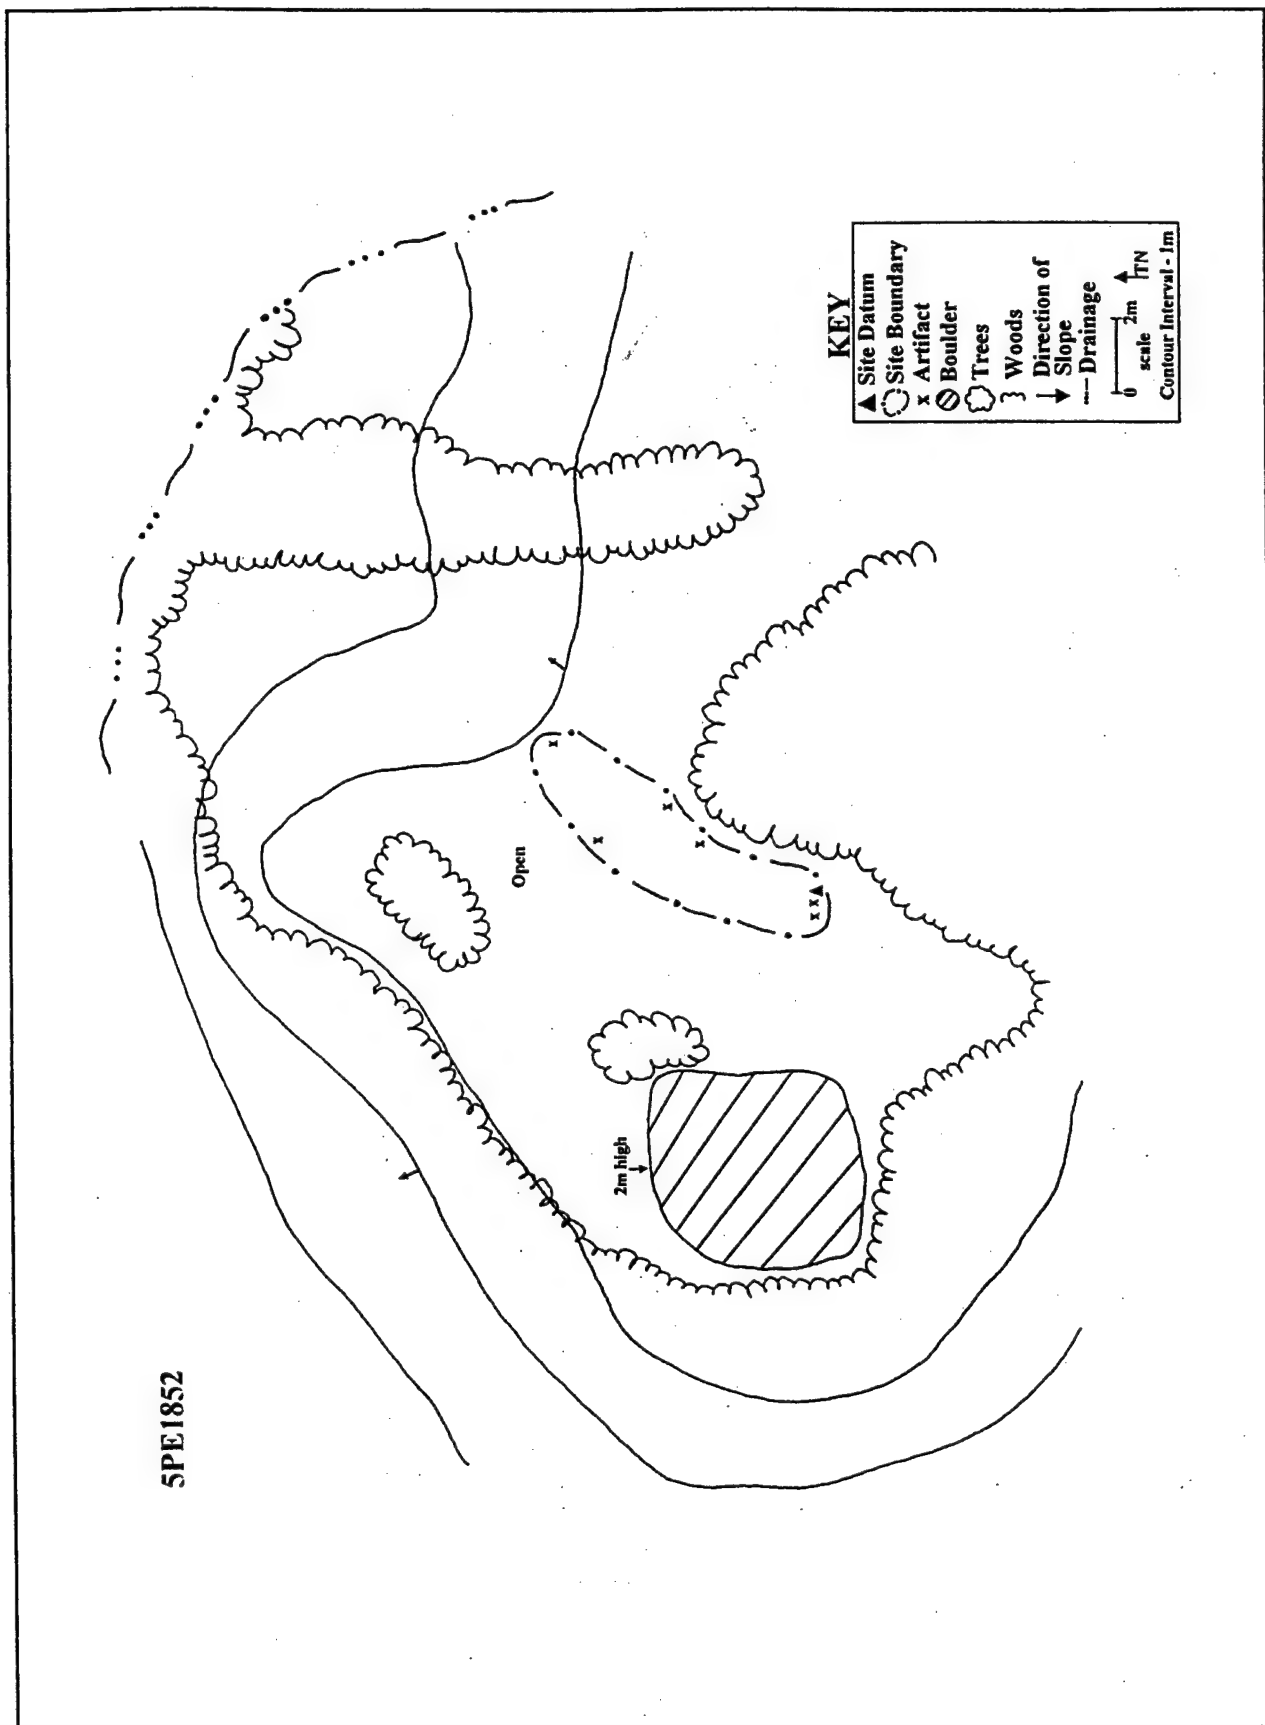 5PE1852
Open
2m high
x
x
x
x
x x
KEY
Site Datum
Site Boundary
x Artifact
Boulder
Trees
Woods
Direction of
Slope
Drainage
0 2m
scale
TN
Contour Interval - 1m